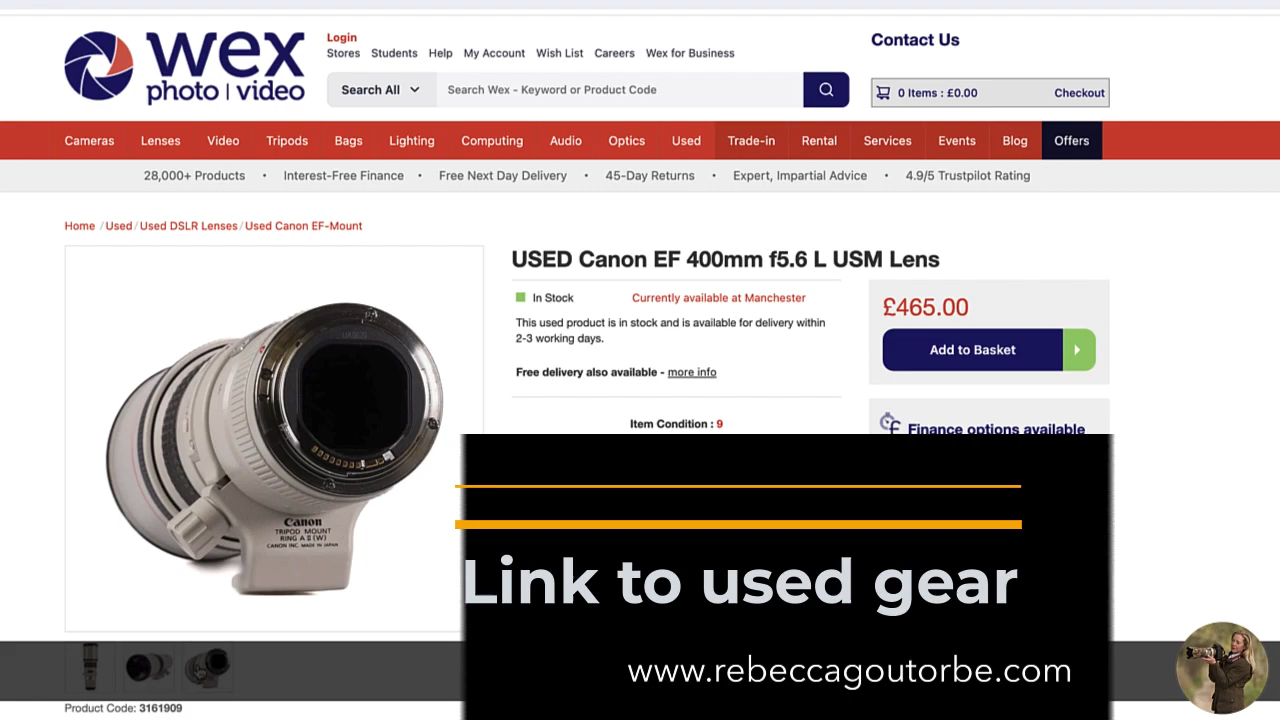 wex
photo | video
Login
Stores Students Help My Account Wish List Careers Wex for Business
Search All
Search Wex - Keyword or Product Code
Contact Us
0 Items : £0.00 Checkout
Cameras Lenses Video Tripods Bags Lighting Computing Audio Optics Used Trade-in Rental Services Events Blog Offers
28,000+ Products • Interest-Free Finance • Free Next Day Delivery • 45-Day Returns • Expert, Impartial Advice • 4.9/5 Trustpilot Rating
Home / Used / Used DSLR Lenses / Used Canon EF-Mount
USED Canon EF 400mm f5.6 L USM Lens
In Stock Currently available at Manchester
This used product is in stock and is available for delivery within
2-3 working days.
Free delivery also available - more info
Item Condition : 9
£465.00
Add to Basket
Finance options available
Canon
TRIPOD MOUNT
RING A II (W)
CANON INC. MADE IN JAPAN
Link to used gear
www.rebeccagoutorbe.com
Product Code: 3161909